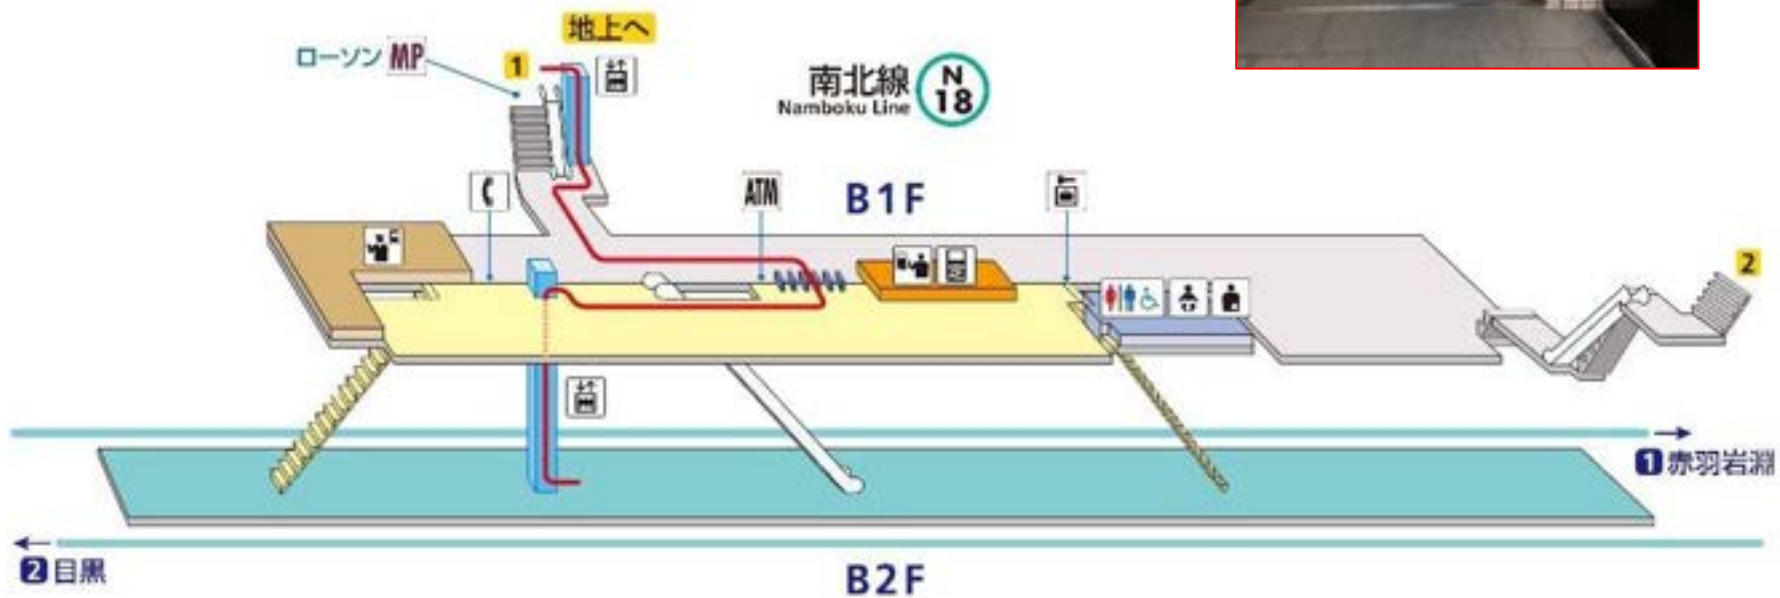 地上へ
ローソン MP
1
南北線
Namboku Line
N
18
ATM
B1F
2
1 赤羽岩淵
2 目黒
B2F